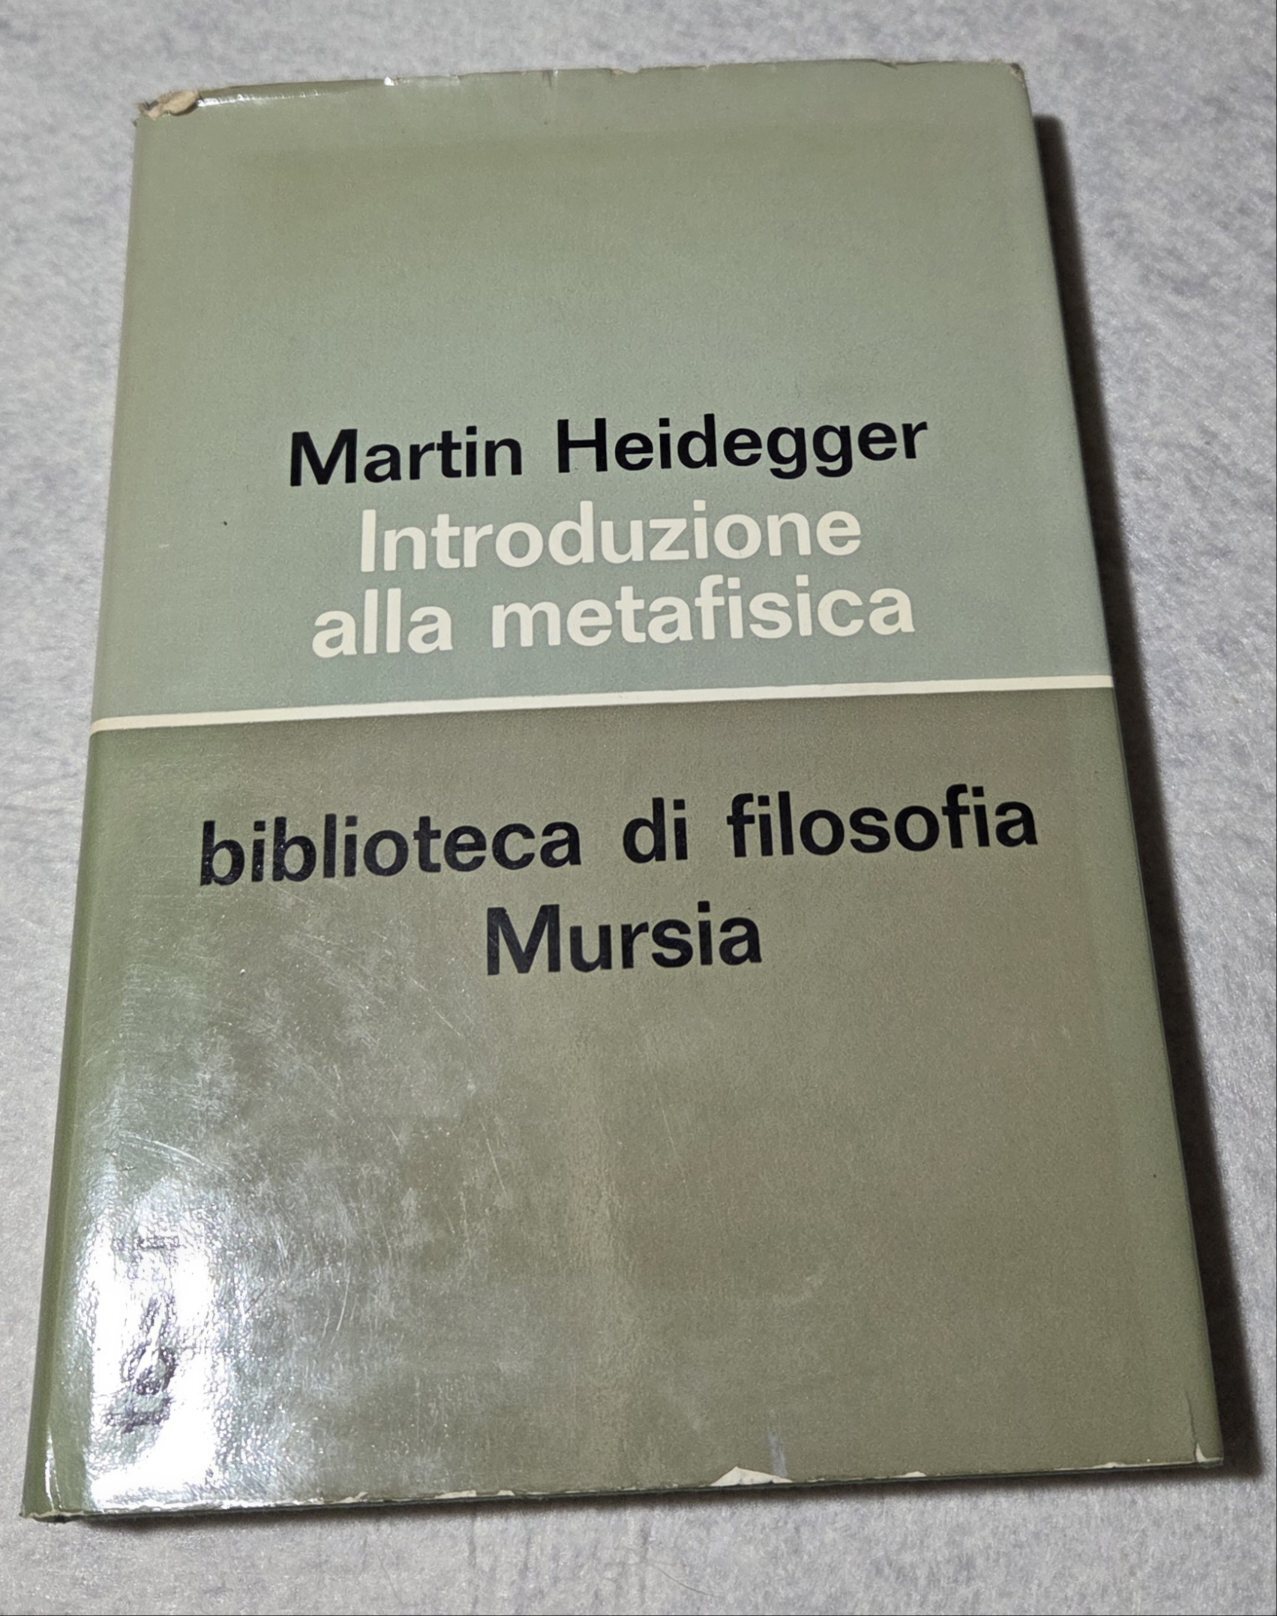 Martin Heidegger
Introduzione
alla metafisica
biblioteca di filosofia
Mursia